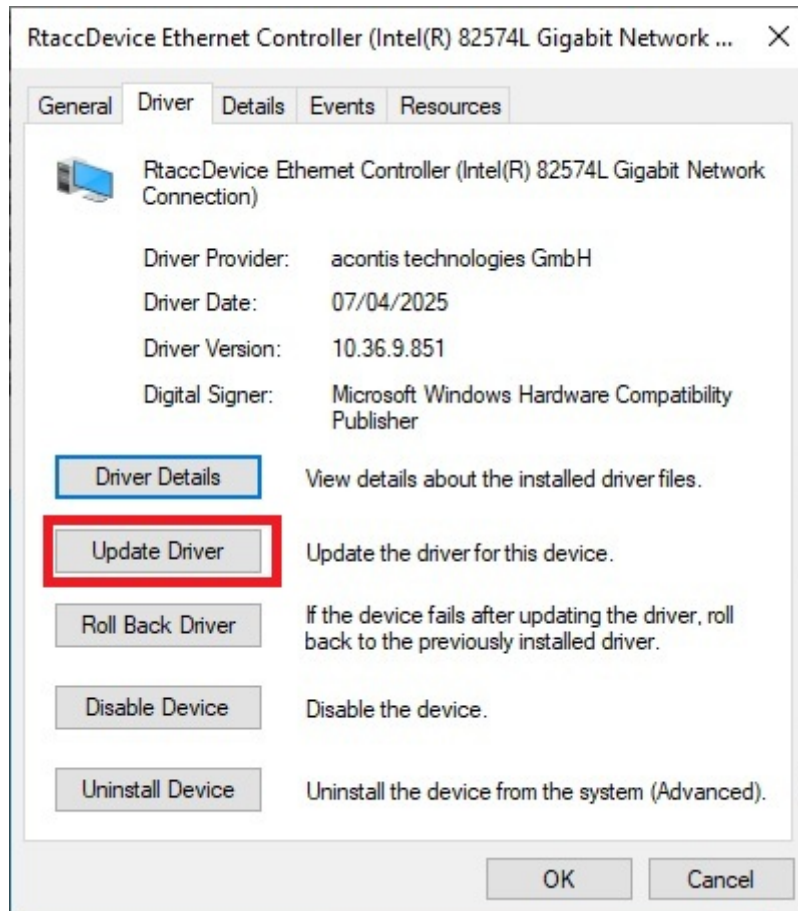 RtaccDevice Ethernet Controller (Intel(R) 82574L Gigabit Network ...
General Driver Details Events Resources
RtaccDevice Ethernet Controller (Intel(R) 82574L Gigabit Network
Connection)
Driver Provider: acontis technologies GmbH
Driver Date: 07/04/2025
Driver Version: 10.36.9.851
Digital Signer: Microsoft Windows Hardware Compatibility
Publisher
Driver Details View details about the installed driver files.
Update Driver Update the driver for this device.
Roll Back Driver If the device fails after updating the driver, roll
back to the previously installed driver.
Disable Device Disable the device.
Uninstall Device Uninstall the device from the system (Advanced).
OK Cancel